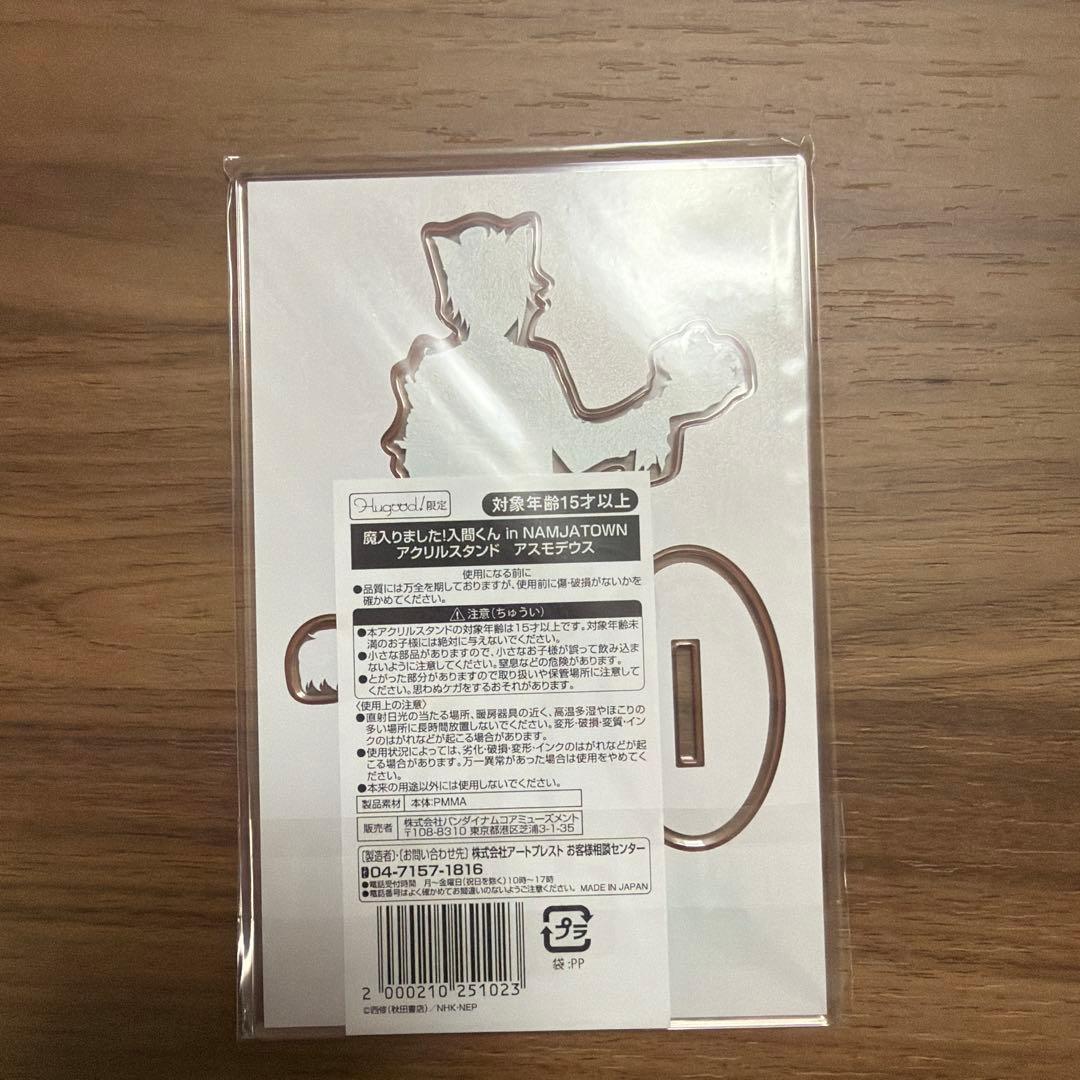 Hugood!限定
対象年齢15才以上
魔入りました!入間くん in NAMJATOWN
アクリルスタンド アスモデウス
使用になる前に
●品質には万全を期しておりますが、使用前に傷・破損がないかを
確かめてください。
⚠注意(ちゅうい)
●本アクリルスタンドの対象年齢は15才以上です。対象年齢未
満のお子様には絶対に与えないでください。
●小さな部品がありますので、小さなお子様が誤って飲み込ま
ないように注意してください。窒息などの危険があります。
●とがった部分がありますので取り扱いや保管場所に注意して
ください。思わぬケガをするおそれがあります。
〈使用上の注意〉
●直射日光の当たる場所、暖房器具の近く、高温多湿やほこりの
多い場所に長時間放置しないでください。変形・破損・変質・イン
クのはがれなどが起こる場合があります。
●使用状況によっては、劣化・破損・変形・インクのはがれなどが起
こる場合があります。万一異常があった場合は使用をやめてく
ださい。
●本来の用途以外には使用しないでください。
製品素材 本体:PMMA
販売者 株式会社バンダイナムコアミューズメント
〒108-8310 東京都港区芝浦3-1-35
〔製造者〕・〔お問い合わせ先〕株式会社アートプレスト お客様相談センター
04-7157-1816
●電話受付時間 月〜金曜日(祝日を除く)10時〜17時
●電話番号はよく確かめてお間違いのないようご注意ください。 MADE IN JAPAN
プラ
袋:PP
2 000210 251023
©西修(秋田書店)/NHK・NEP